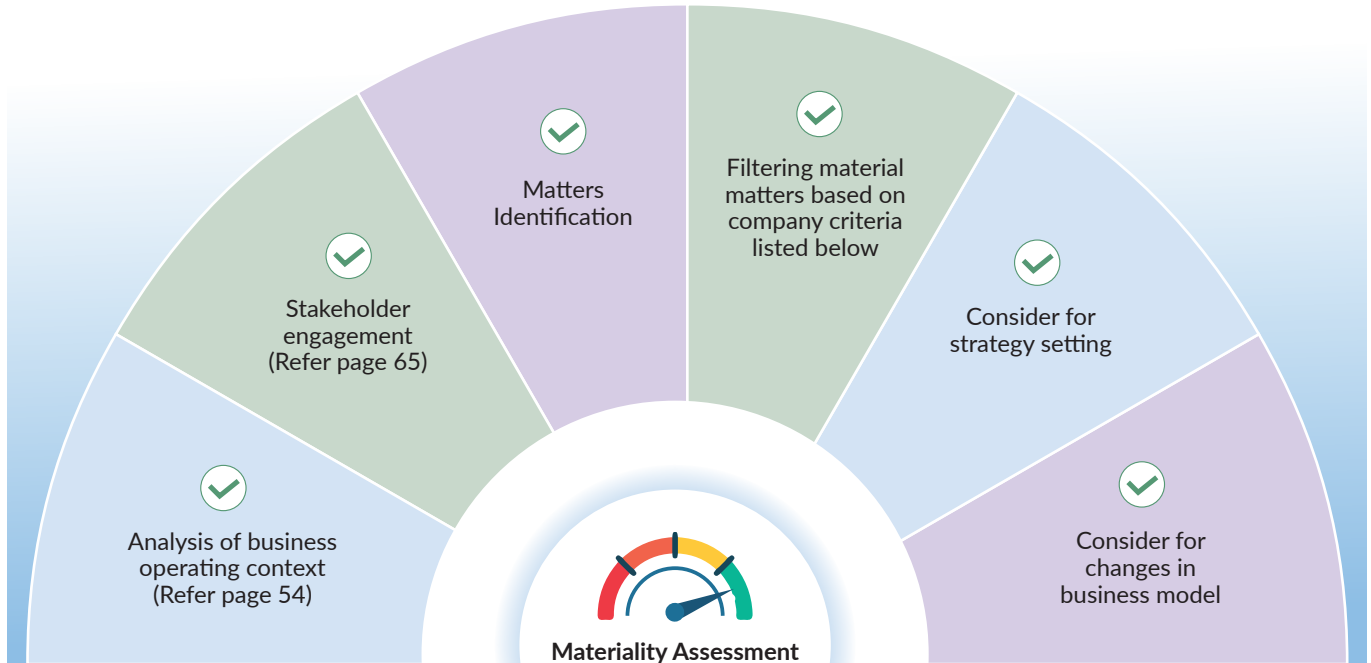 Analysis of business
operating context
(Refer page 54)
Stakeholder
engagement
(Refer page 65)
Matters
Identification
Filtering material
matters based on
company criteria
listed below
Consider for
strategy setting
Consider for
changes in
business model
Materiality Assessment